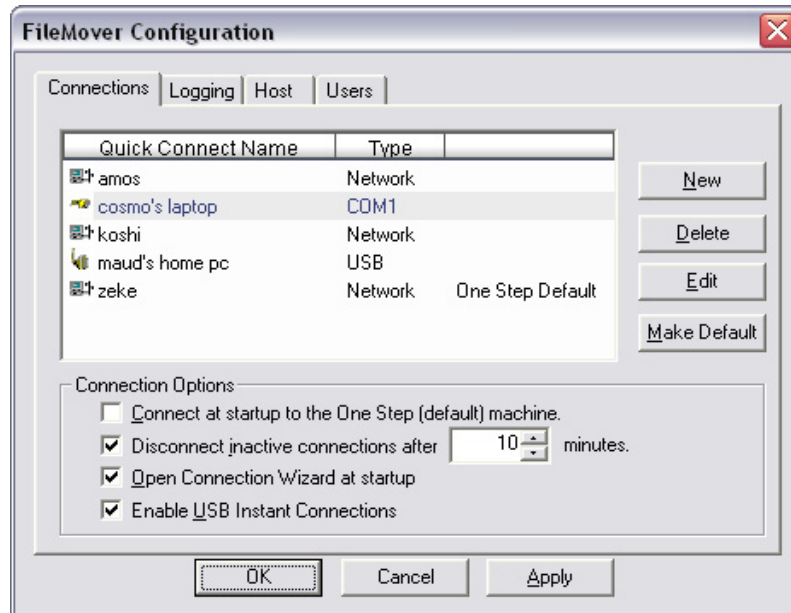 FileMover Configuration
Connections Logging Host Users
Quick Connect Name Type
amos Network
cosmo's laptop COM1
koshi Network
maud's home pc USB
zeke Network One Step Default
New
Delete
Edit
Make Default
Connection Options
Connect at startup to the One Step (default) machine.
Disconnect inactive connections after 10 minutes.
Open Connection Wizard at startup
Enable USB Instant Connections
OK Cancel Apply